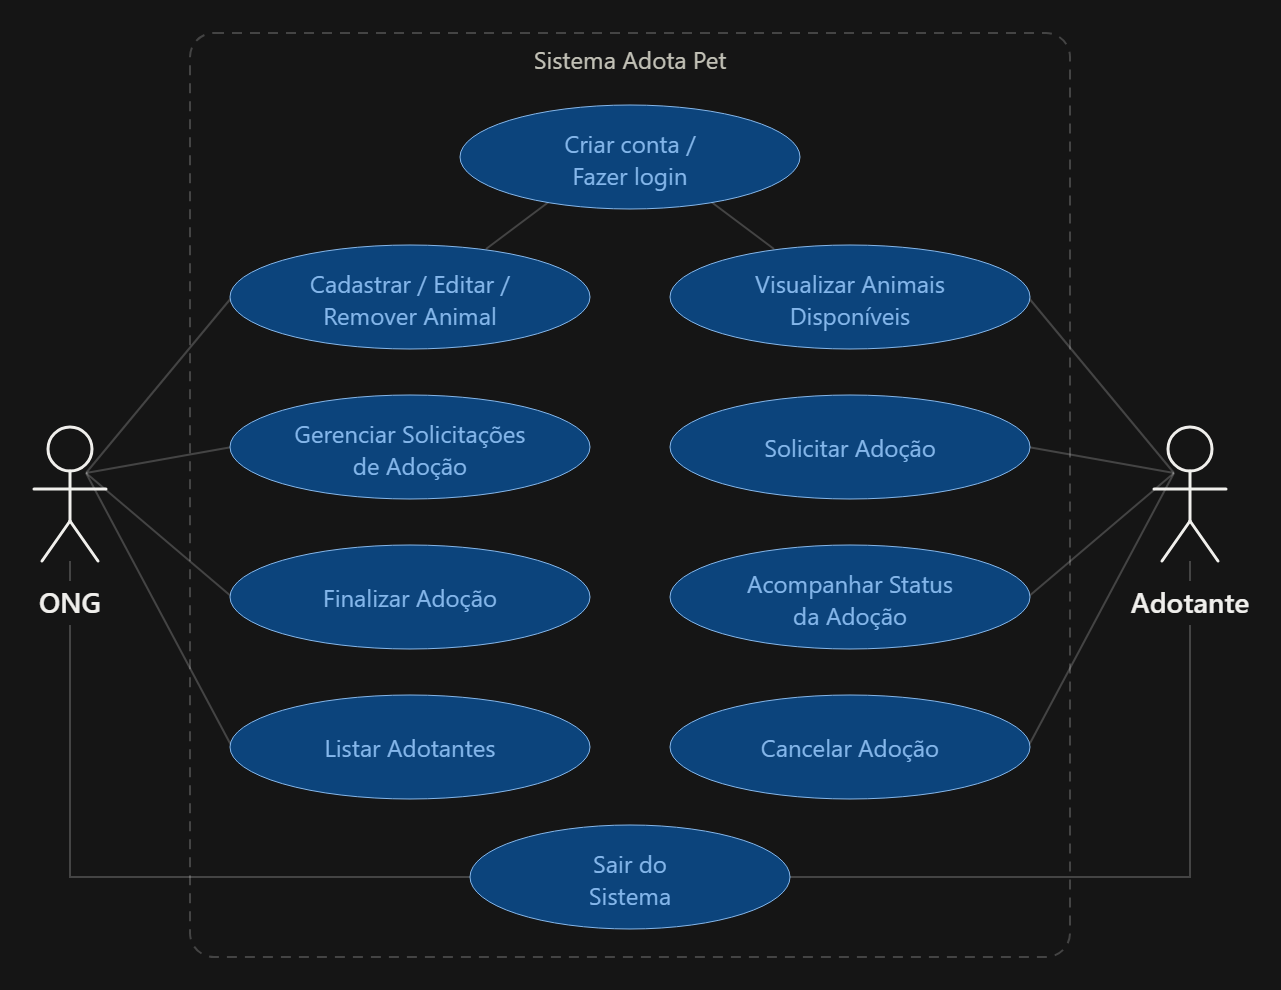 Sistema Adota Pet
Criar conta /
Fazer login
Cadastrar / Editar /
Remover Animal
Visualizar Animais
Disponíveis
Gerenciar Solicitações
de Adoção
Solicitar Adoção
ONG
Finalizar Adoção
Acompanhar Status
da Adoção
Adotante
Listar Adotantes
Cancelar Adoção
Sair do
Sistema